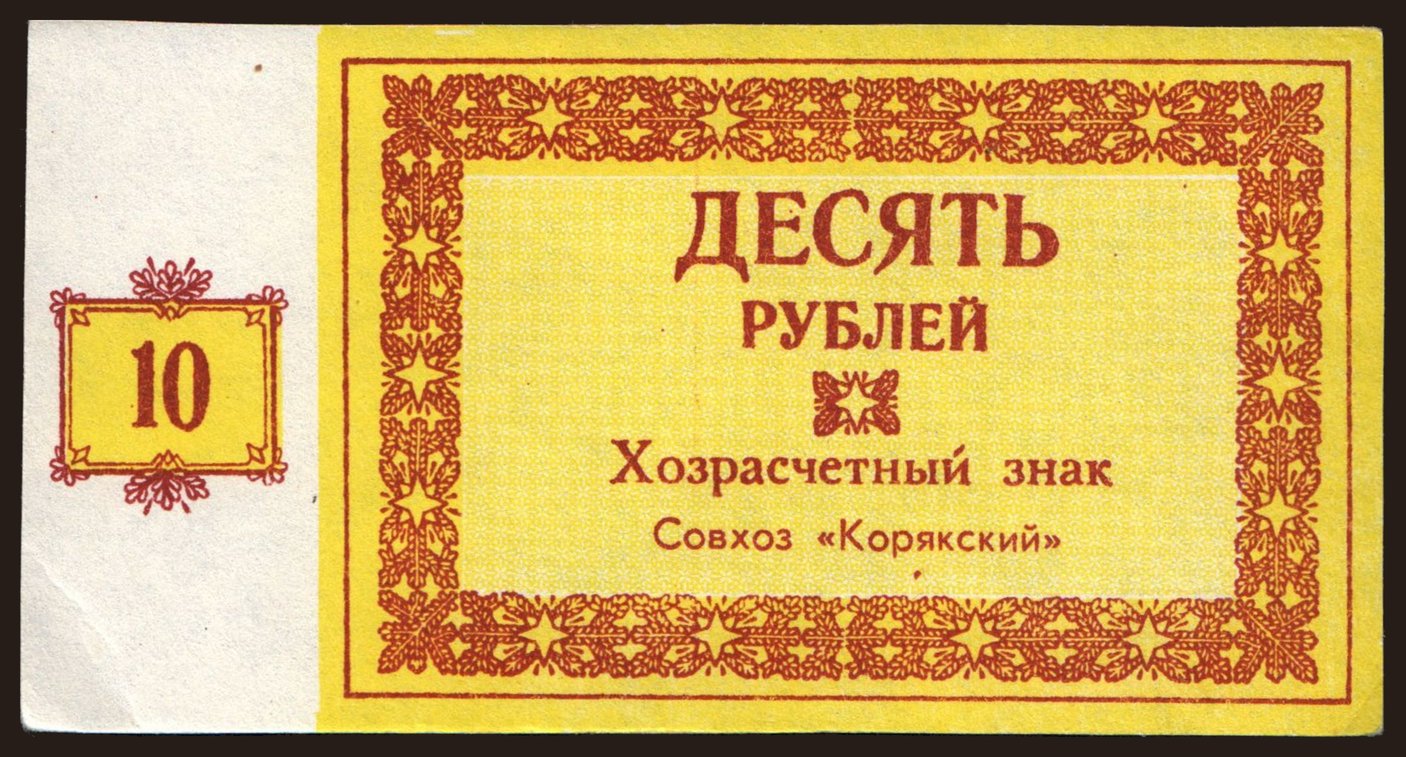 10
ДЕСЯТЬ
РУБЛЕЙ
Хозрасчетный знак
Совхоз «Корякский»